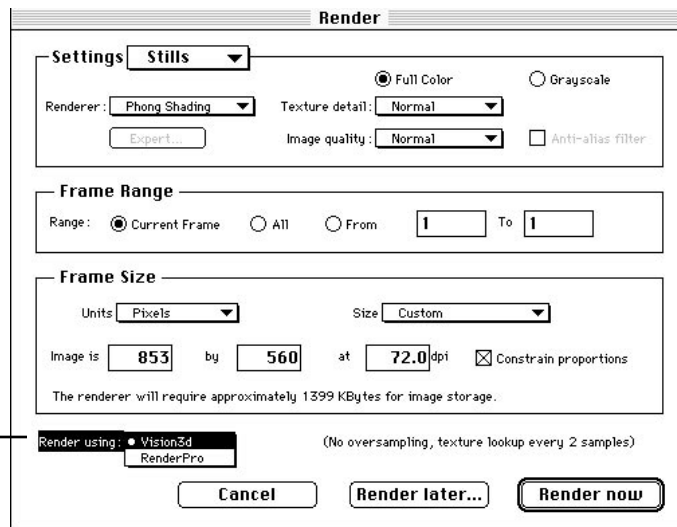 Render
Settings Stills
Full Color Grayscale
Renderer: Phong Shading Texture detail: Normal
Expert... Image quality: Normal Anti-alias filter
Frame Range
Range: Current Frame All From 1 To 1
Frame Size
Units Pixels Size Custom
Image is 853 by 560 at 72.0 dpi Constrain proportions
The renderer will require approximately 1399 KBytes for image storage.
Render using: Vision3d (No oversampling, texture lookup every 2 samples)
RenderPro
Cancel Render later... Render now